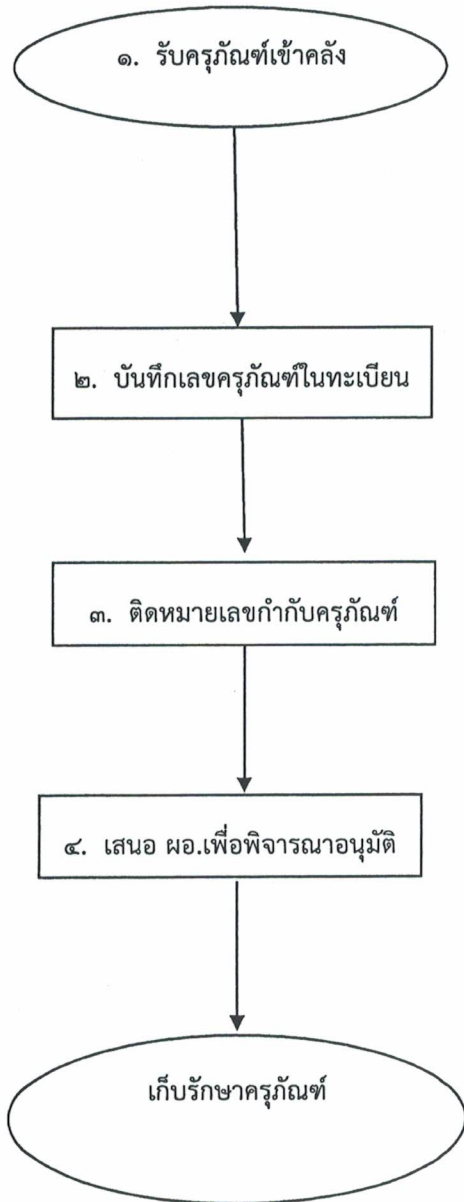 ๑. รับครุภัณฑ์เข้าคลัง
๒. บันทึกเลขครุภัณฑ์ในทะเบียน
๓. ติดหมายเลขกำกับครุภัณฑ์
๔. เสนอ ผอ.เพื่อพิจารณาอนุมัติ
เก็บรักษาครุภัณฑ์